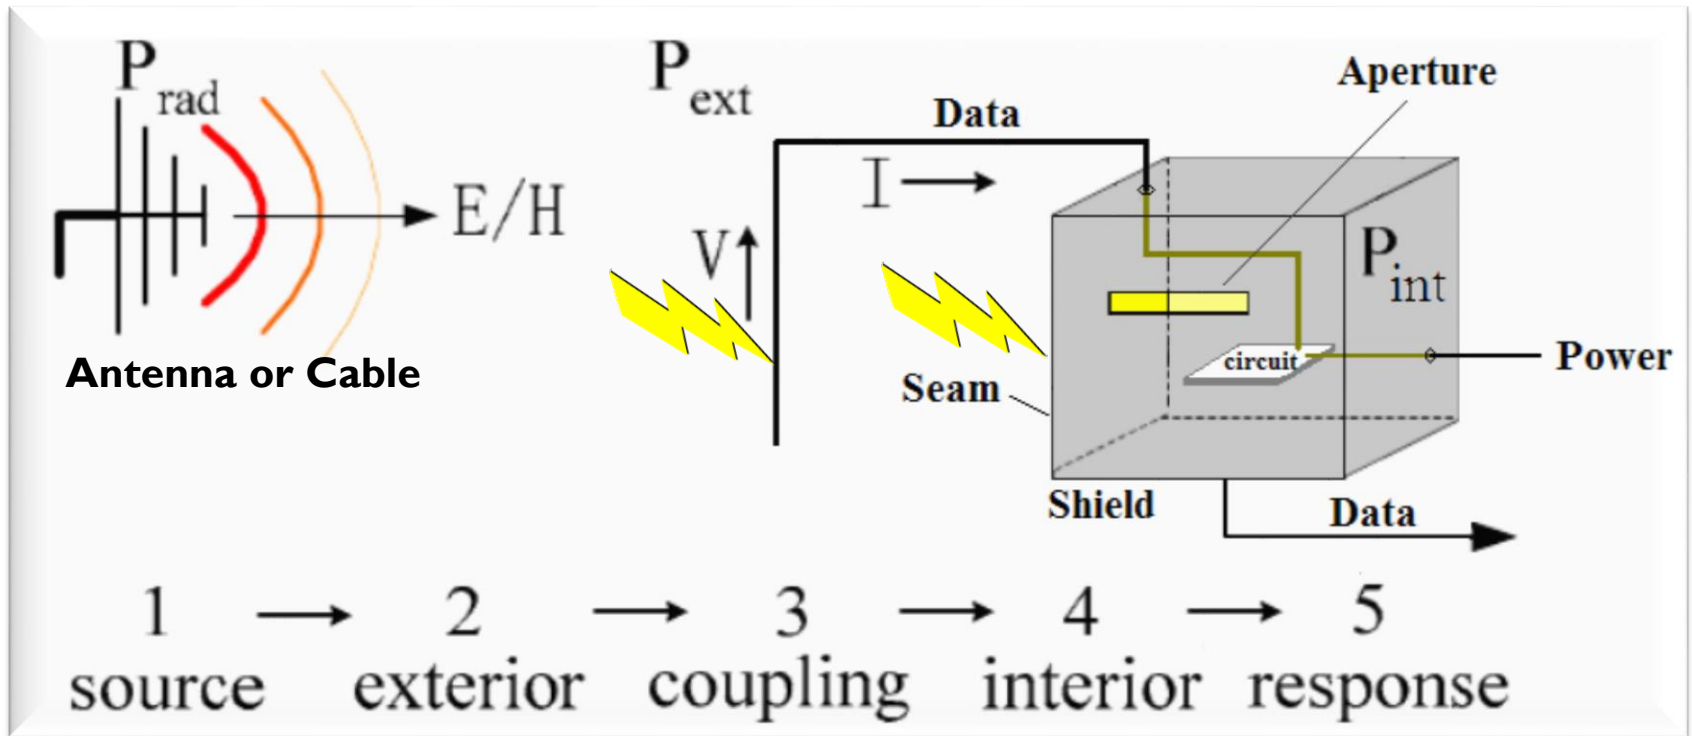 P rad
P ext
Aperture
Data
I
E/H
V
P int
circuit
Antenna or Cable
Power
Seam
Shield
Data
1 2 3 4 5
source exterior coupling interior response